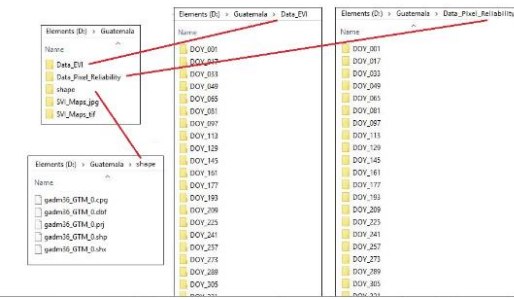 Elements (D:) › Guatemala
Name
Data_EVI
Data_Pixel_Reliability
shape
SVI_Maps_jpg
SVI_Maps_tif
Elements (D:) › Guatemala › shape
Name
gadm36_GTM_0.cpg
gadm36_GTM_0.dbf
gadm36_GTM_0.prj
gadm36_GTM_0.shp
gadm36_GTM_0.shx
Elements (D:) › Guatemala › Data_EVI
Name
DOY_001
DOY_017
DOY_033
DOY_049
DOY_065
DOY_081
DOY_097
DOY_113
DOY_129
DOY_145
DOY_161
DOY_177
DOY_193
DOY_209
DOY_225
DOY_241
DOY_257
DOY_273
DOY_289
DOY_305
Elements (D:) › Guatemala › Data_Pixel_Reliability
Name
DOY_001
DOY_017
DOY_033
DOY_049
DOY_065
DOY_081
DOY_097
DOY_113
DOY_129
DOY_145
DOY_161
DOY_177
DOY_193
DOY_209
DOY_225
DOY_241
DOY_257
DOY_273
DOY_289
DOY_305